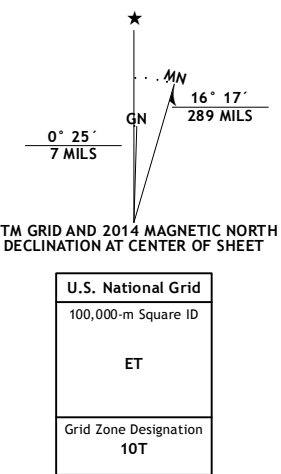 ★
MN
16° 17´
289 MILS
GN
0° 25´
7 MILS
TM GRID AND 2014 MAGNETIC NORTH
DECLINATION AT CENTER OF SHEET
U.S. National Grid
100,000-m Square ID
ET
Grid Zone Designation
10T